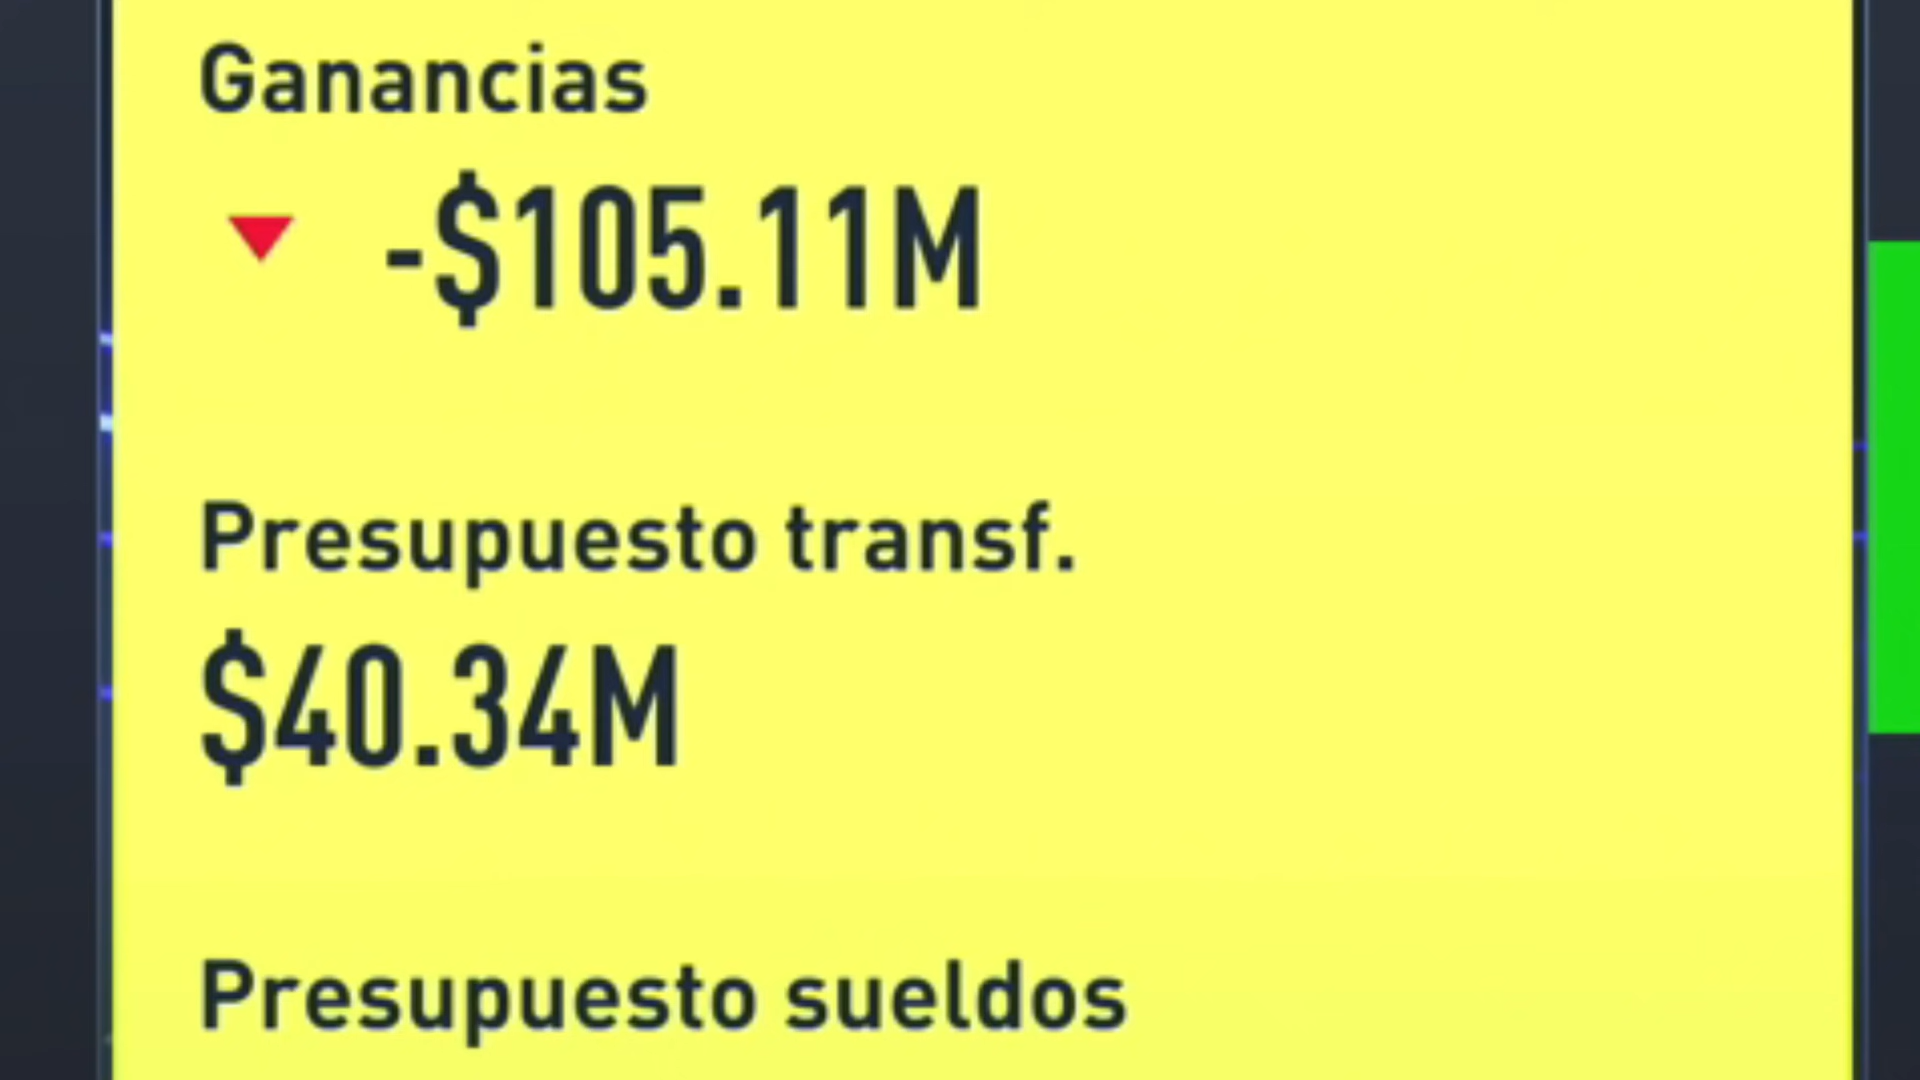 Ganancias
-$105.11M
Presupuesto transf.
$40.34M
Presupuesto sueldos